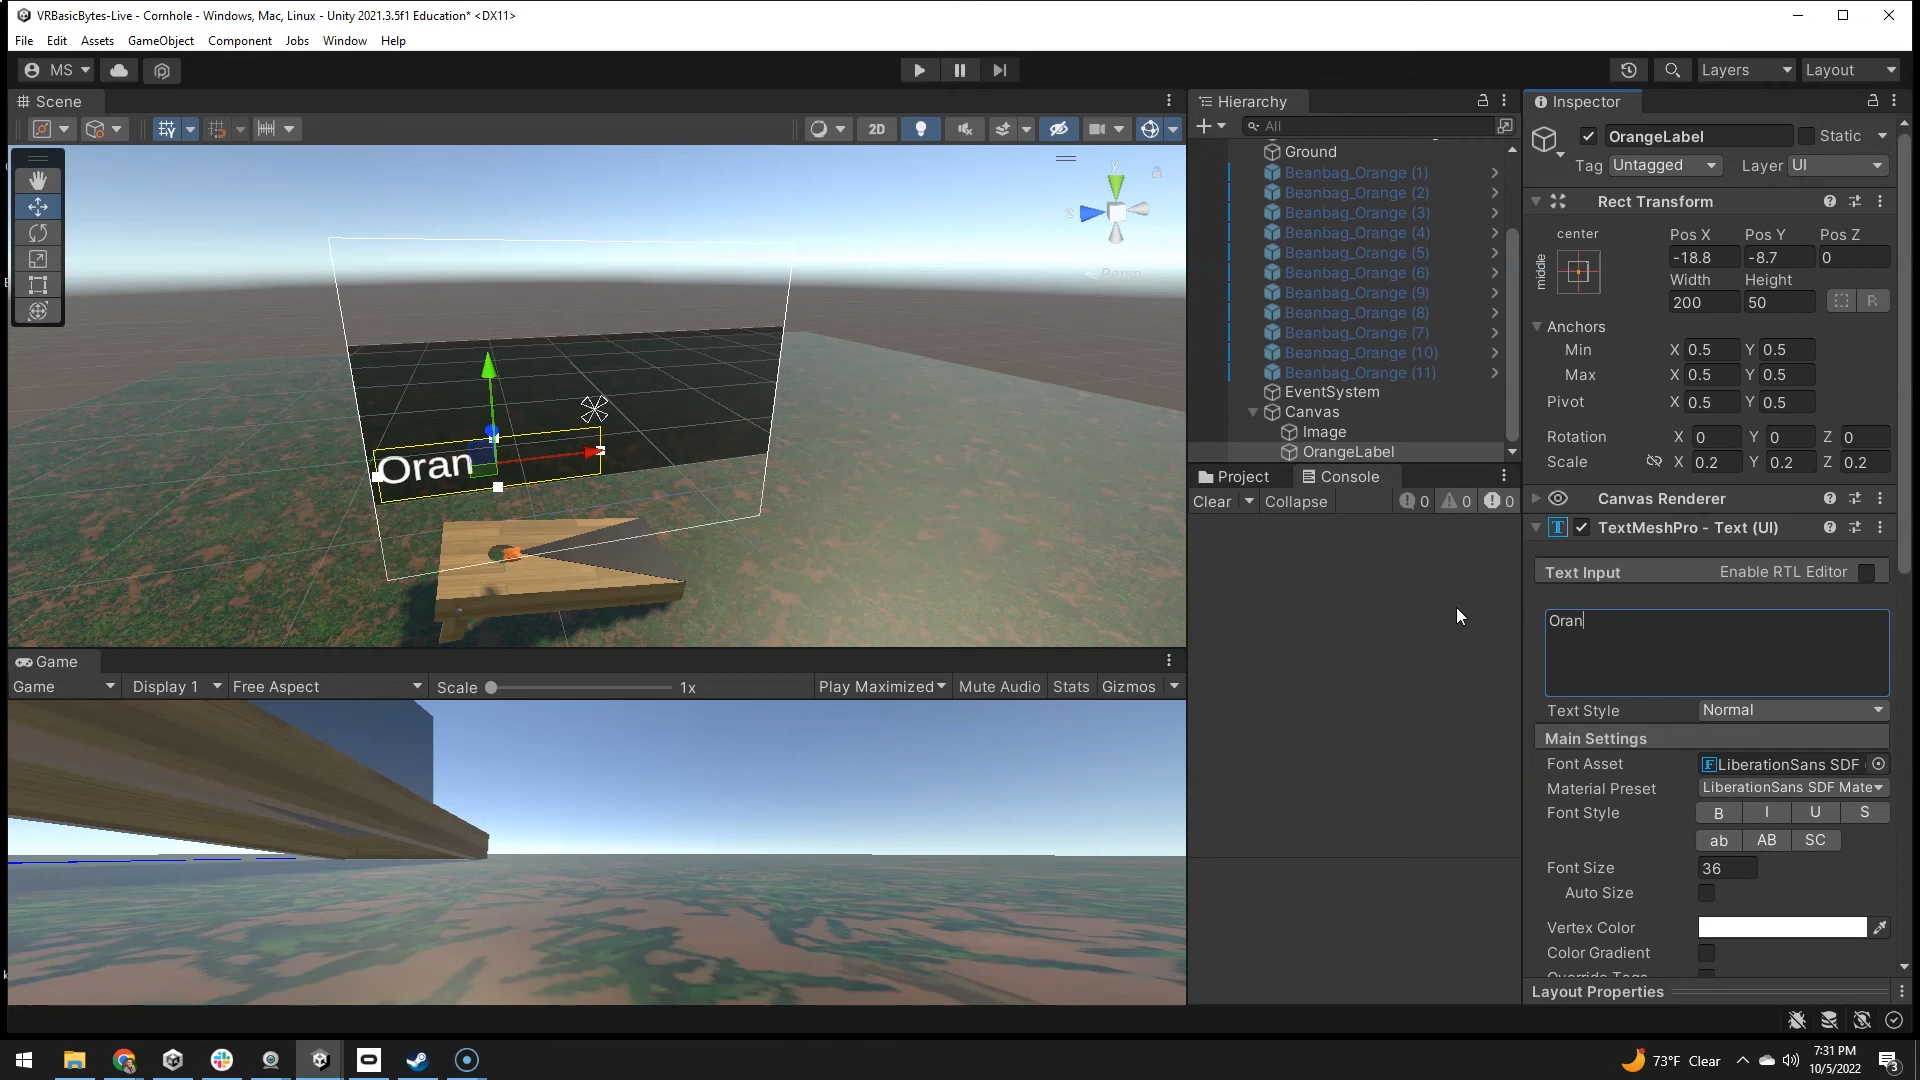 VRBasicBytes-Live - Cornhole - Windows, Mac, Linux - Unity 2021.3.5f1 Education* <DX11>
File Edit Assets GameObject Component Jobs Window Help
MS
Layers
Layout
Scene
2D
y
z
Persp
Oran
Game
Game
Display 1
Free Aspect
Scale
1x
Play Maximized
Mute Audio
Stats
Gizmos
Hierarchy
All
Ground
Beanbag_Orange (1)
Beanbag_Orange (2)
Beanbag_Orange (3)
Beanbag_Orange (4)
Beanbag_Orange (5)
Beanbag_Orange (6)
Beanbag_Orange (9)
Beanbag_Orange (8)
Beanbag_Orange (7)
Beanbag_Orange (10)
Beanbag_Orange (11)
EventSystem
Canvas
Image
OrangeLabel
Project
Console
Clear
Collapse
0
0
0
Inspector
OrangeLabel
Static
Tag Untagged
Layer UI
Rect Transform
center
middle
Pos X Pos Y Pos Z
-18.8 -8.7 0
Width Height
200 50
R
Anchors
Min X 0.5 Y 0.5
Max X 0.5 Y 0.5
Pivot X 0.5 Y 0.5
Rotation X 0 Y 0 Z 0
Scale X 0.2 Y 0.2 Z 0.2
Canvas Renderer
TextMeshPro - Text (UI)
Text Input
Enable RTL Editor
Oran
Text Style Normal
Main Settings
Font Asset LiberationSans SDF
Material Preset LiberationSans SDF Mate
Font Style B I U S
ab AB SC
Font Size 36
Auto Size
Vertex Color
Color Gradient
Override Tags
Layout Properties
73°F Clear
7:31 PM
10/5/2022
3